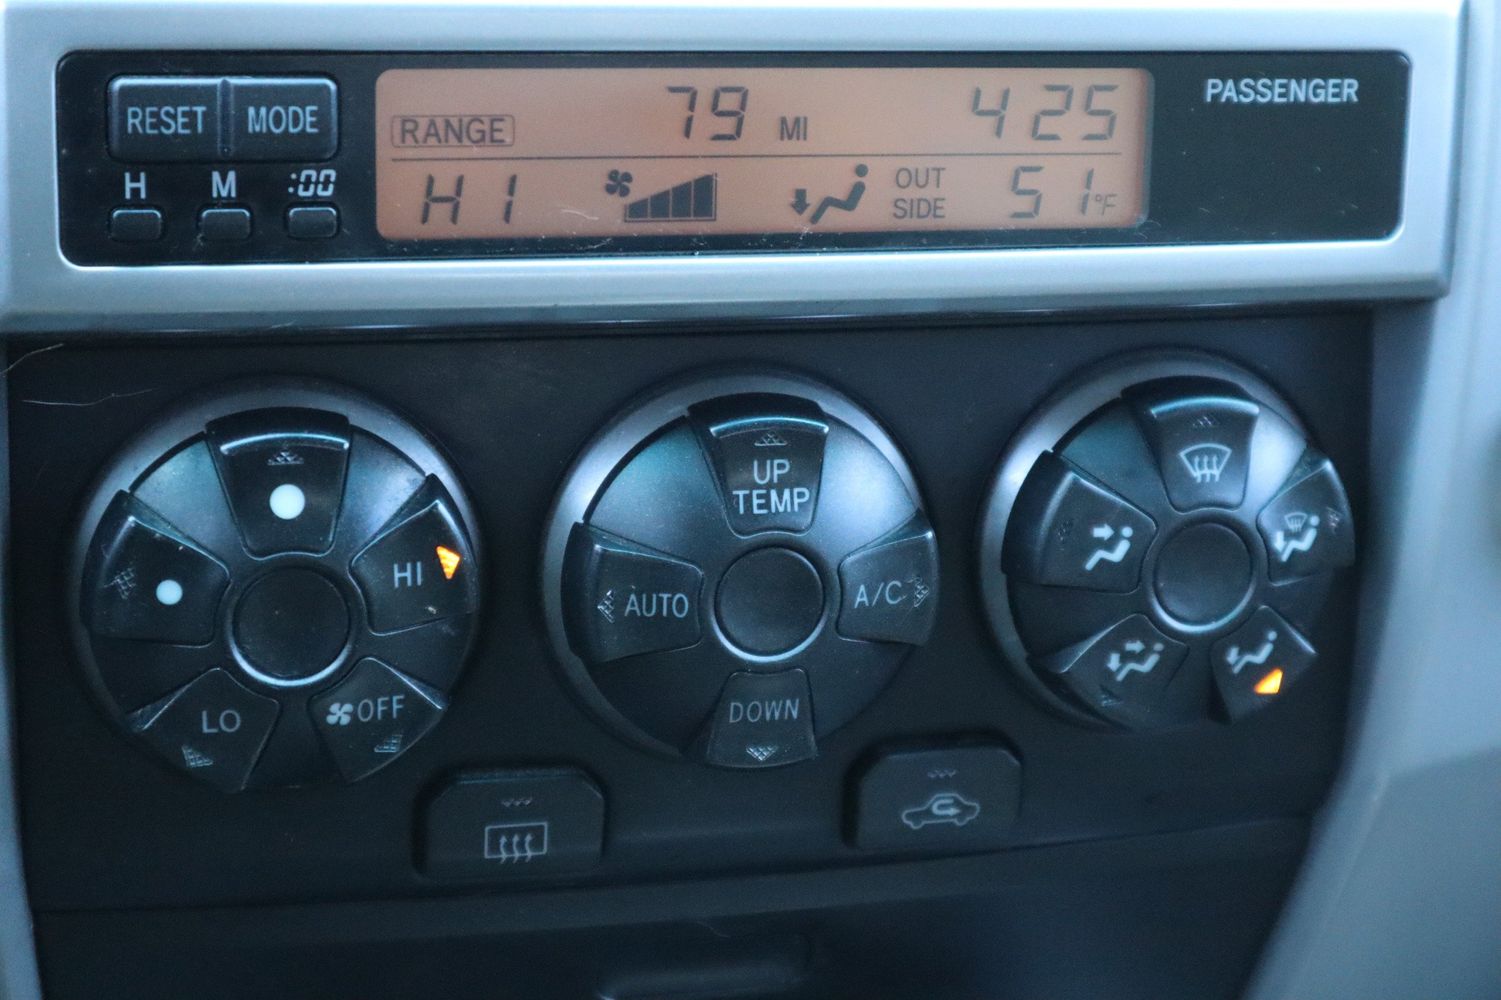 RESET MODE
H M :00
RANGE 79 MI 425
HI OUT SIDE 51°F
PASSENGER
HI
LO
OFF
UP
TEMP
AUTO
A/C
DOWN